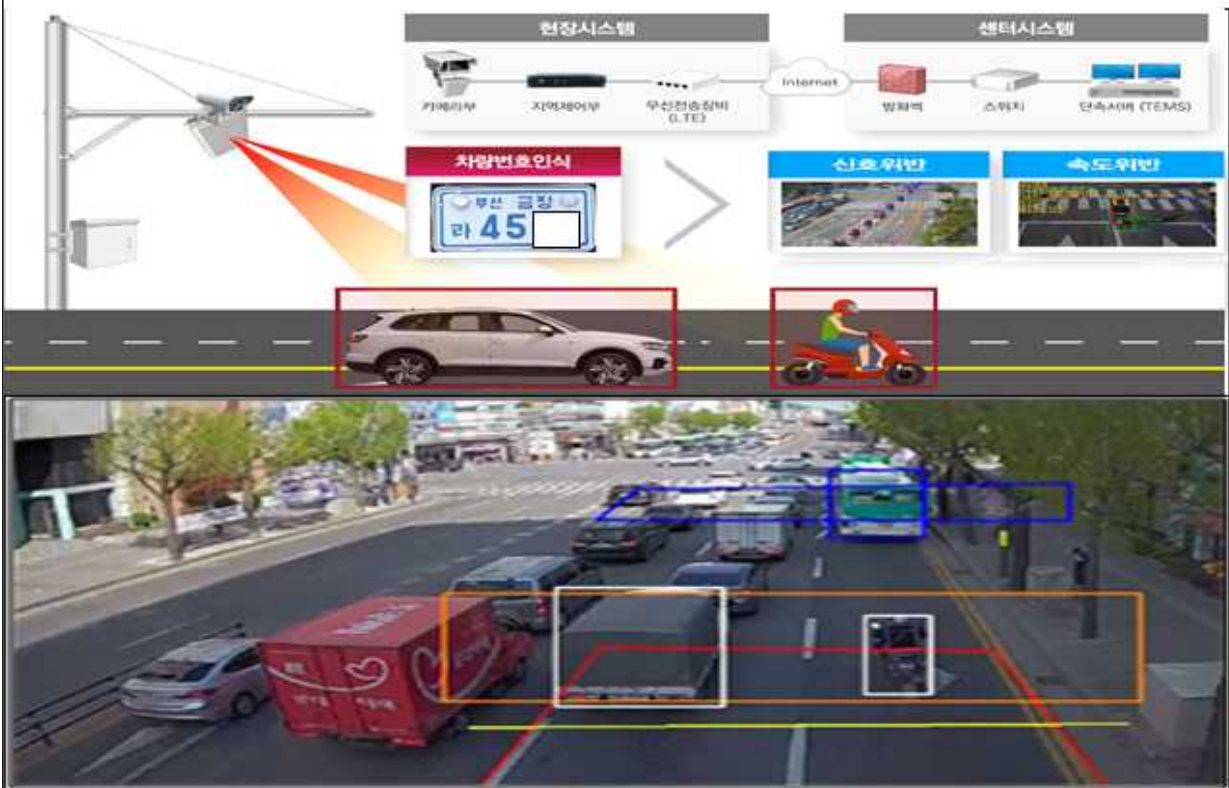 현장시스템
센터시스템
카메라부
지역제어부
무선전송장비
(LTE)
Internet
방화벽
스위치
단속서버 (TEMS)
차량번호인식
신호위반
속도위반
부산 금정
라 45